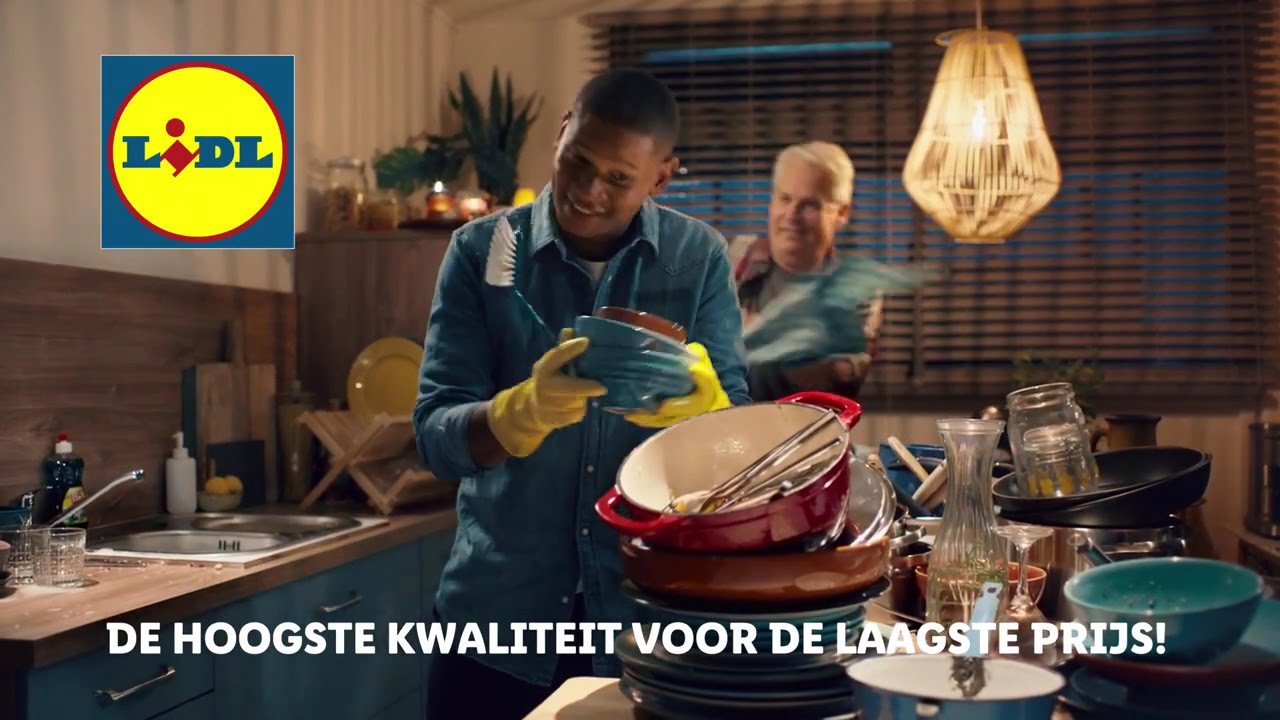 LIDL
DE HOOGSTE KWALITEIT VOOR DE LAAGSTE PRIJS!